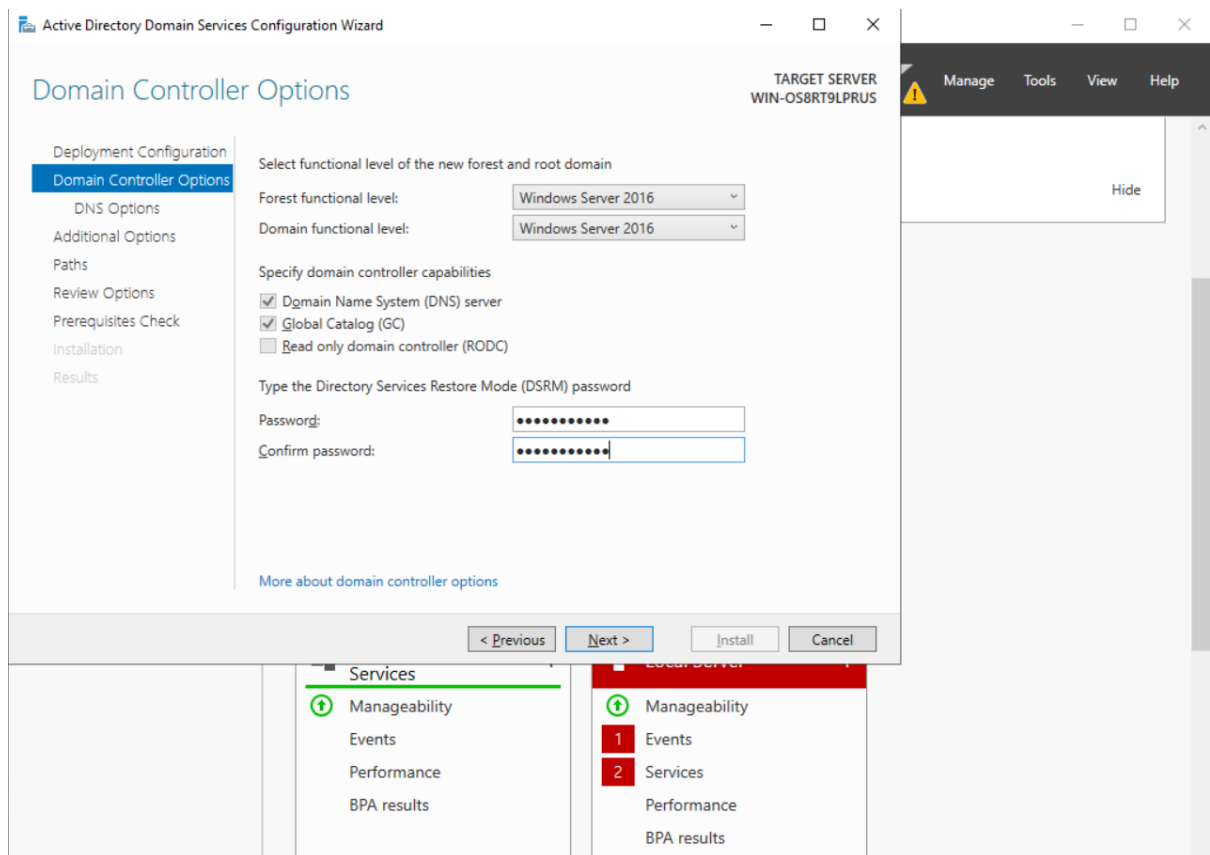 Active Directory Domain Services Configuration Wizard
Domain Controller Options
TARGET SERVER
WIN-OS8RT9LPRUS
Manage Tools View Help
Deployment Configuration
Domain Controller Options
DNS Options
Additional Options
Paths
Review Options
Prerequisites Check
Installation
Results
Select functional level of the new forest and root domain
Forest functional level: Windows Server 2016
Domain functional level: Windows Server 2016
Specify domain controller capabilities
Domain Name System (DNS) server
Global Catalog (GC)
Read only domain controller (RODC)
Type the Directory Services Restore Mode (DSRM) password
Password: •••••••••••
Confirm password: •••••••••••
More about domain controller options
< Previous Next > Install Cancel
Hide
Services
Manageability
Events
Performance
BPA results
Local Server
Manageability
1 Events
2 Services
Performance
BPA results